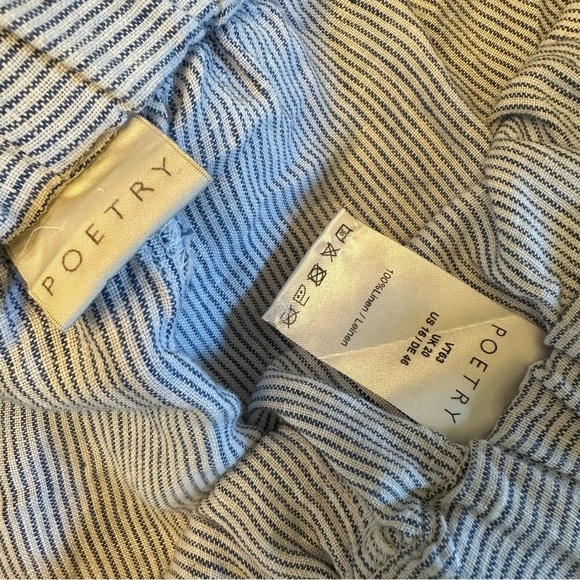 POETRY
POETRY
VT63
UK 20
US 16 DE 46
100%Linen / Leinen